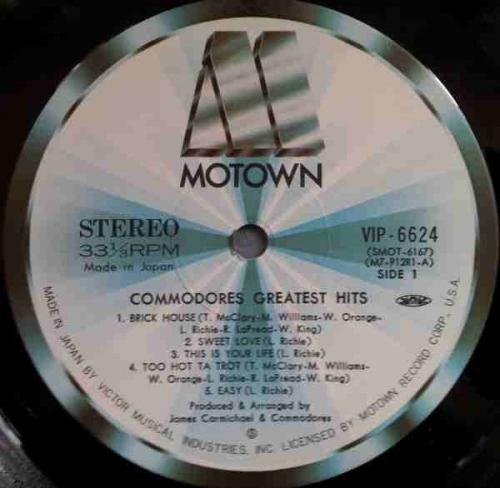 MOTOWN
STEREO
33⅓RPM
Made in Japan
VIP-6624
(SMOT-6167)
(M7-912R1-A)
SIDE 1
COMMODORES GREATEST HITS
1. BRICK HOUSE (T. McClary-M. Williams-W. Orange-
L. Richie-R. LaPread-W. King)
2. SWEET LOVE (L. Richie)
3. THIS IS YOUR LIFE (L. Richie)
4. TOO HOT TA TROT (T. McClary-M. Williams-
W. Orange-L. Richie-R. LaPread-W. King)
5. EASY (L. Richie)
Produced & Arranged by
James Carmichael & Commodores
Ⓟ
MADE IN JAPAN BY VICTOR MUSICAL INDUSTRIES, INC. LICENSED BY MOTOWN RECORD CORP., U.S.A.